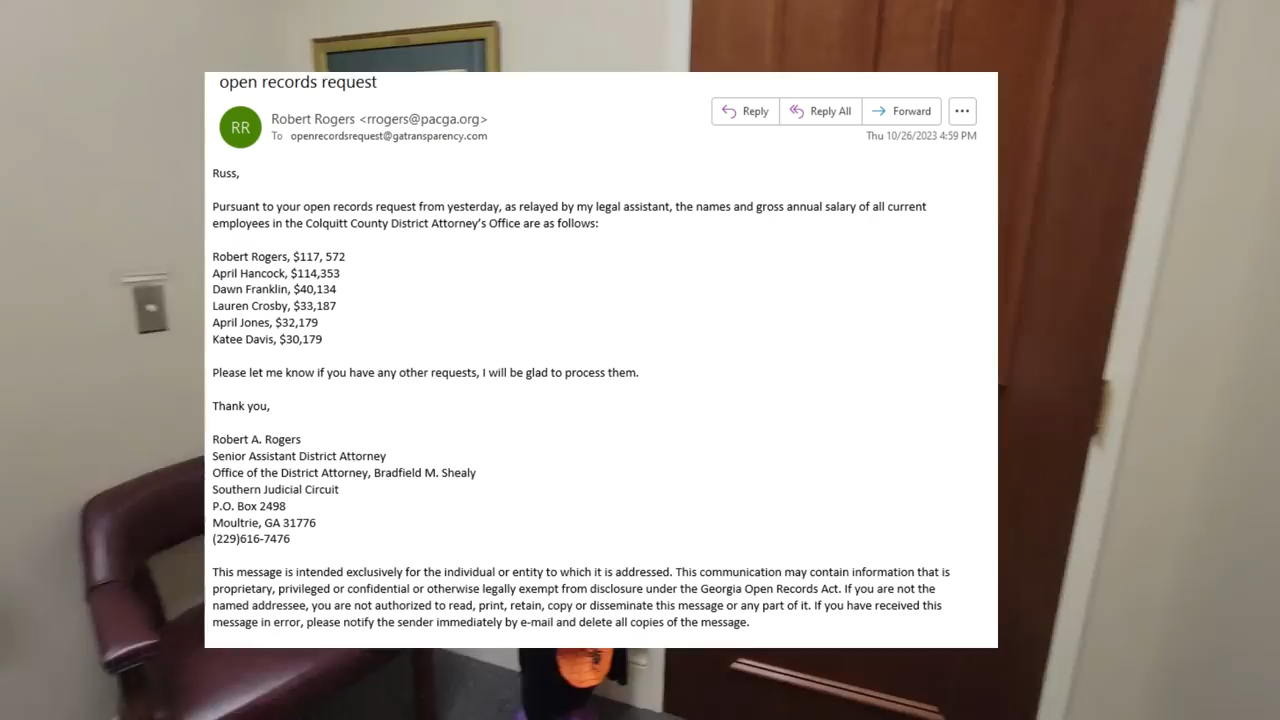 open records request
RR
Robert Rogers <rrogers@pacga.org>
To openrecordsrequest@gatransparency.com
Reply
Reply All
Forward
Thu 10/26/2023 4:59 PM
Russ,
Pursuant to your open records request from yesterday, as relayed by my legal assistant, the names and gross annual salary of all current
employees in the Colquitt County District Attorney's Office are as follows:
Robert Rogers, $117, 572
April Hancock, $114,353
Dawn Franklin, $40,134
Lauren Crosby, $33,187
April Jones, $32,179
Katee Davis, $30,179
Please let me know if you have any other requests, I will be glad to process them.
Thank you,
Robert A. Rogers
Senior Assistant District Attorney
Office of the District Attorney, Bradfield M. Shealy
Southern Judicial Circuit
P.O. Box 2498
Moultrie, GA 31776
(229)616-7476
This message is intended exclusively for the individual or entity to which it is addressed. This communication may contain information that is
proprietary, privileged or confidential or otherwise legally exempt from disclosure under the Georgia Open Records Act. If you are not the
named addressee, you are not authorized to read, print, retain, copy or disseminate this message or any part of it. If you have received this
message in error, please notify the sender immediately by e-mail and delete all copies of the message.